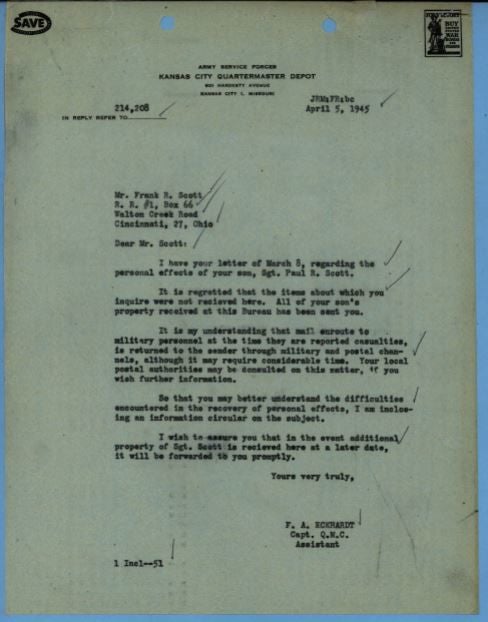 SAVE
BUY
WAR
ARMY SERVICE FORCES
KANSAS CITY QUARTERMASTER DEPOT
601 HARDESTY AVENUE
KANSAS CITY 1, MISSOURI
JRM:FR:bc
214,208 April 5, 1945
IN REPLY REFER TO
Mr. Frank R. Scott
R. R. #1, Box 66
Walton Creek Road
Cincinnati, 27, Ohio
Dear Mr. Scott:
I have your letter of March 8, regarding the
personal effects of your son, Sgt. Paul R. Scott.
It is regretted that the items about which you
inquire were not recieved here. All of your son's
property received at this Bureau has been sent you.
It is my understanding that mail enroute to
military personnel at the time they are reported casualties,
is returned to the sender through military and postal chan-
nels, although it may require considerable time. Your local
postal authorities may be consulted on this matter, if you
wish further information.
So that you may better understand the difficulties
encountered in the recovery of personal effects, I am inclos-
ing an information circular on the subject.
I wish to assure you that in the event additional
property of Sgt. Scott is recieved here at a later date,
it will be forwarded to you promptly.
Yours very truly,
F. A. ECKHARDT
Capt. Q.M.C.
Assistant
1 Incl--51